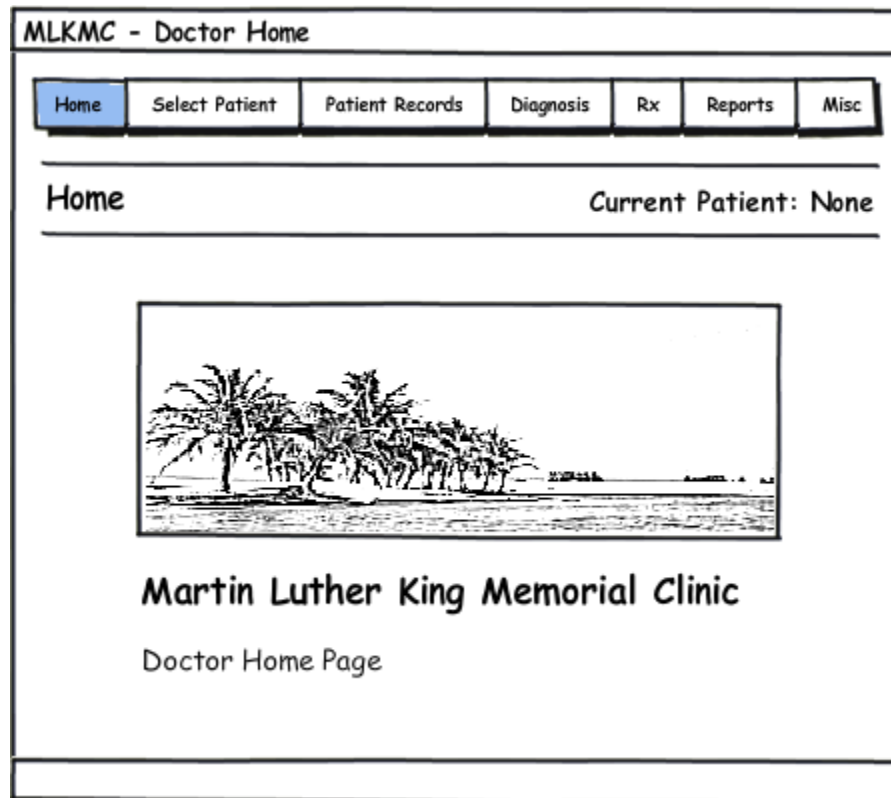 MLKMC - Doctor Home
Home Select Patient Patient Records Diagnosis Rx Reports Misc
Home Current Patient: None
Martin Luther King Memorial Clinic
Doctor Home Page